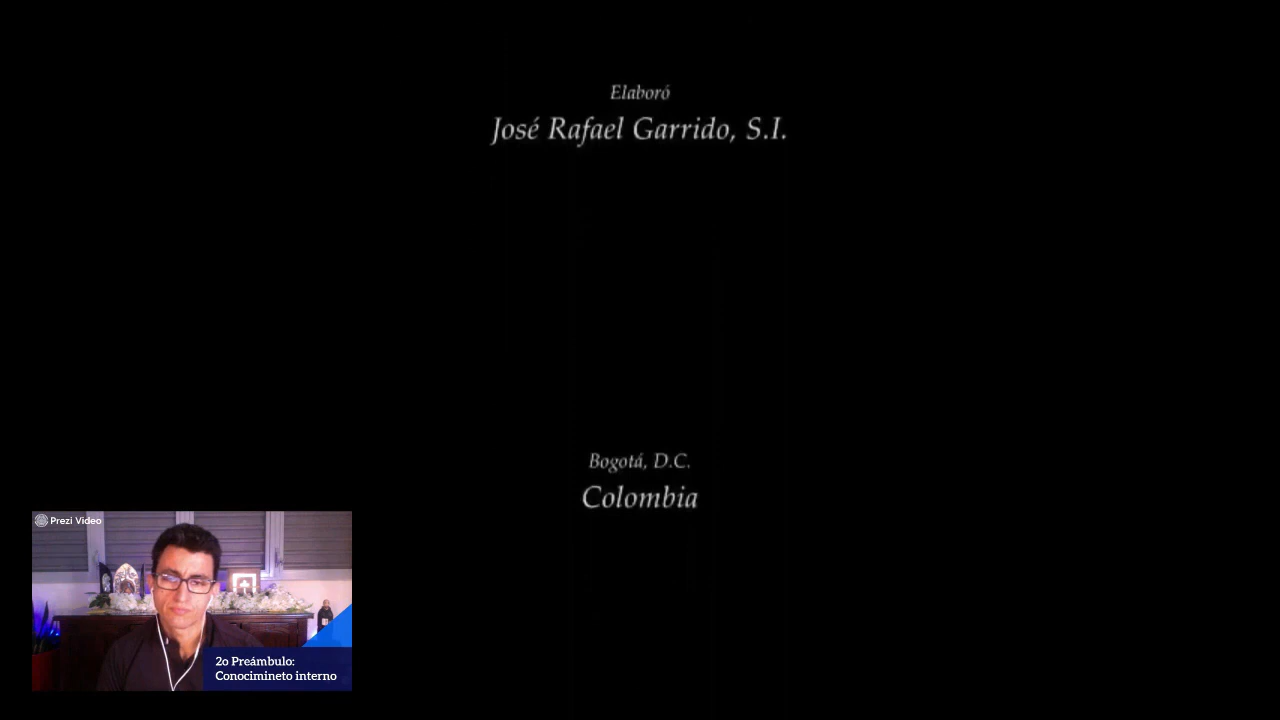 Elaboró
José Rafael Garrido, S.I.
Bogotá, D.C.
Colombia
Prezi Video
2o Preámbulo:
Conocimineto interno